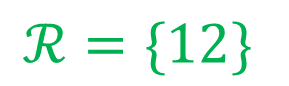 ℛ = {12}